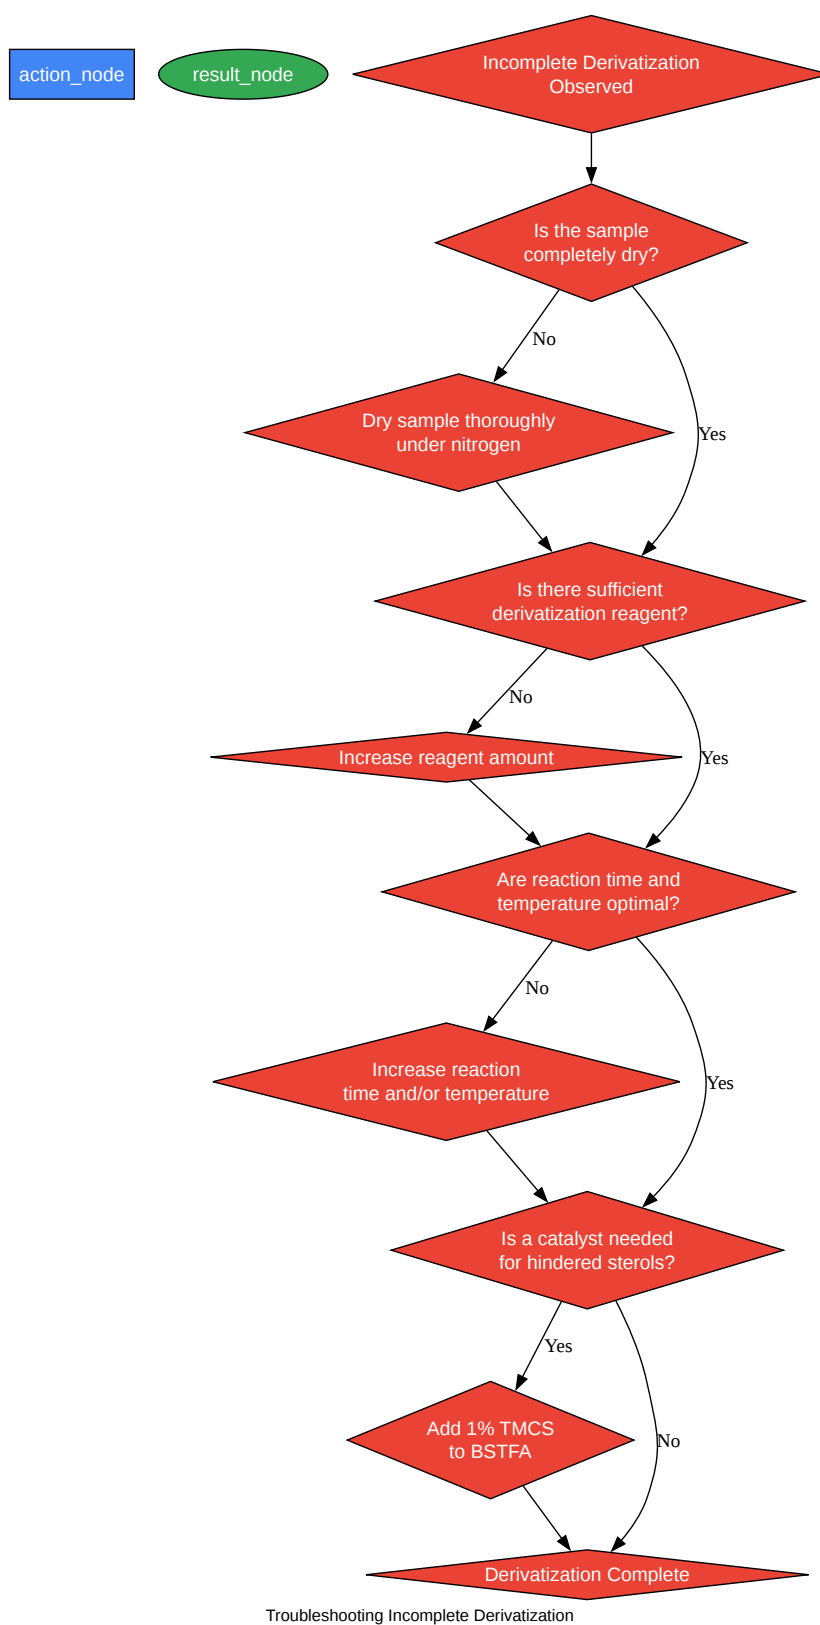 action_node
result_node
Incomplete Derivatization
Observed
Is the sample
completely dry?
No
Dry sample thoroughly
under nitrogen
Yes
Is there sufficient
derivatization reagent?
No
Increase reagent amount
Yes
Are reaction time and
temperature optimal?
No
Increase reaction
time and/or temperature
Yes
Is a catalyst needed
for hindered sterols?
Yes
Add 1% TMCS
to BSTFA
No
Derivatization Complete
Troubleshooting Incomplete Derivatization